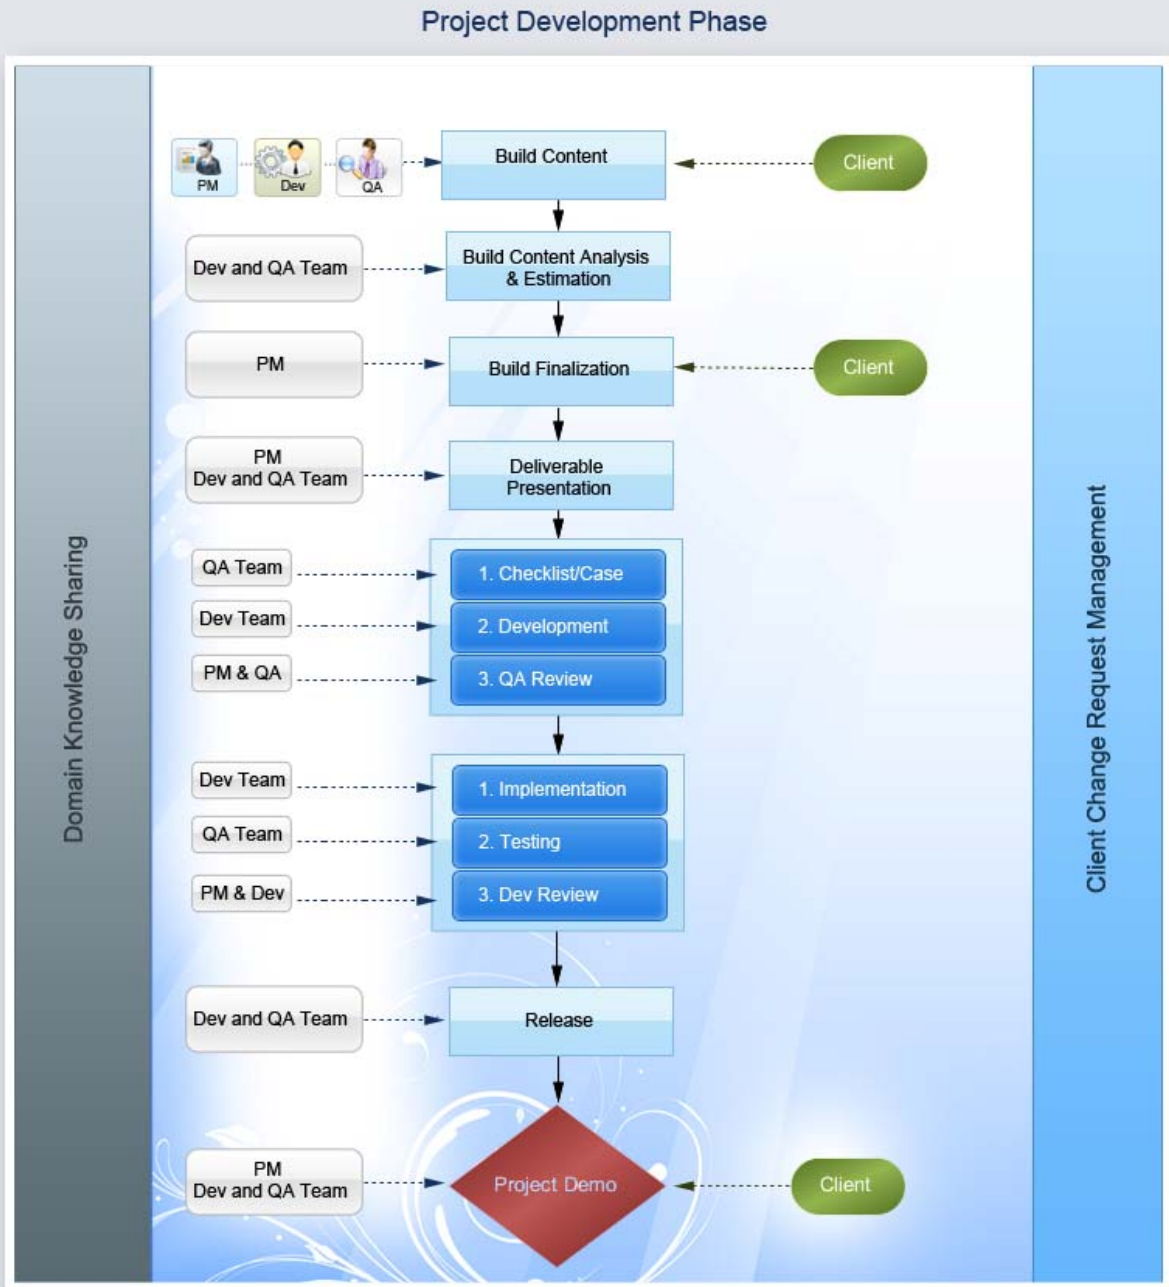 Project Development Phase
Domain Knowledge Sharing
Client Change Request Management
PM
Dev
QA
Build Content
Client
Dev and QA Team
Build Content Analysis
& Estimation
PM
Build Finalization
Client
PM
Dev and QA Team
Deliverable
Presentation
QA Team
1. Checklist/Case
Dev Team
2. Development
PM & QA
3. QA Review
Dev Team
1. Implementation
QA Team
2. Testing
PM & Dev
3. Dev Review
Dev and QA Team
Release
PM
Dev and QA Team
Project Demo
Client